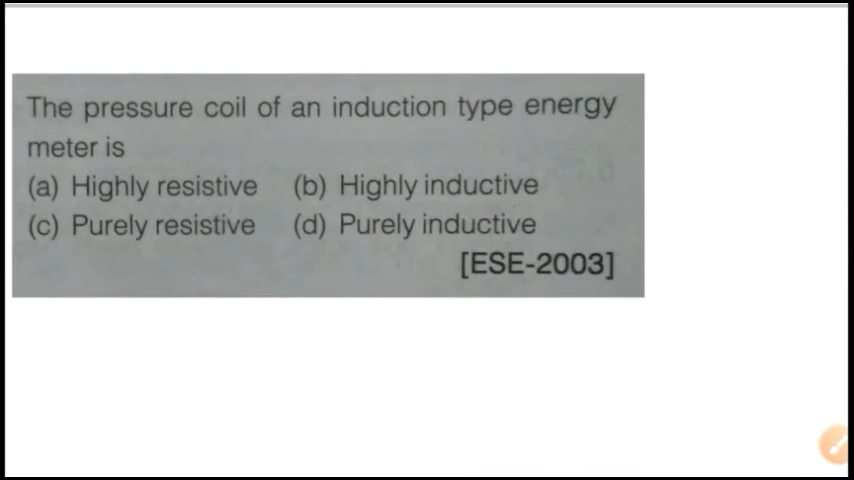 The pressure coil of an induction type energy
meter is
(a) Highly resistive (b) Highly inductive
(c) Purely resistive (d) Purely inductive
[ESE-2003]